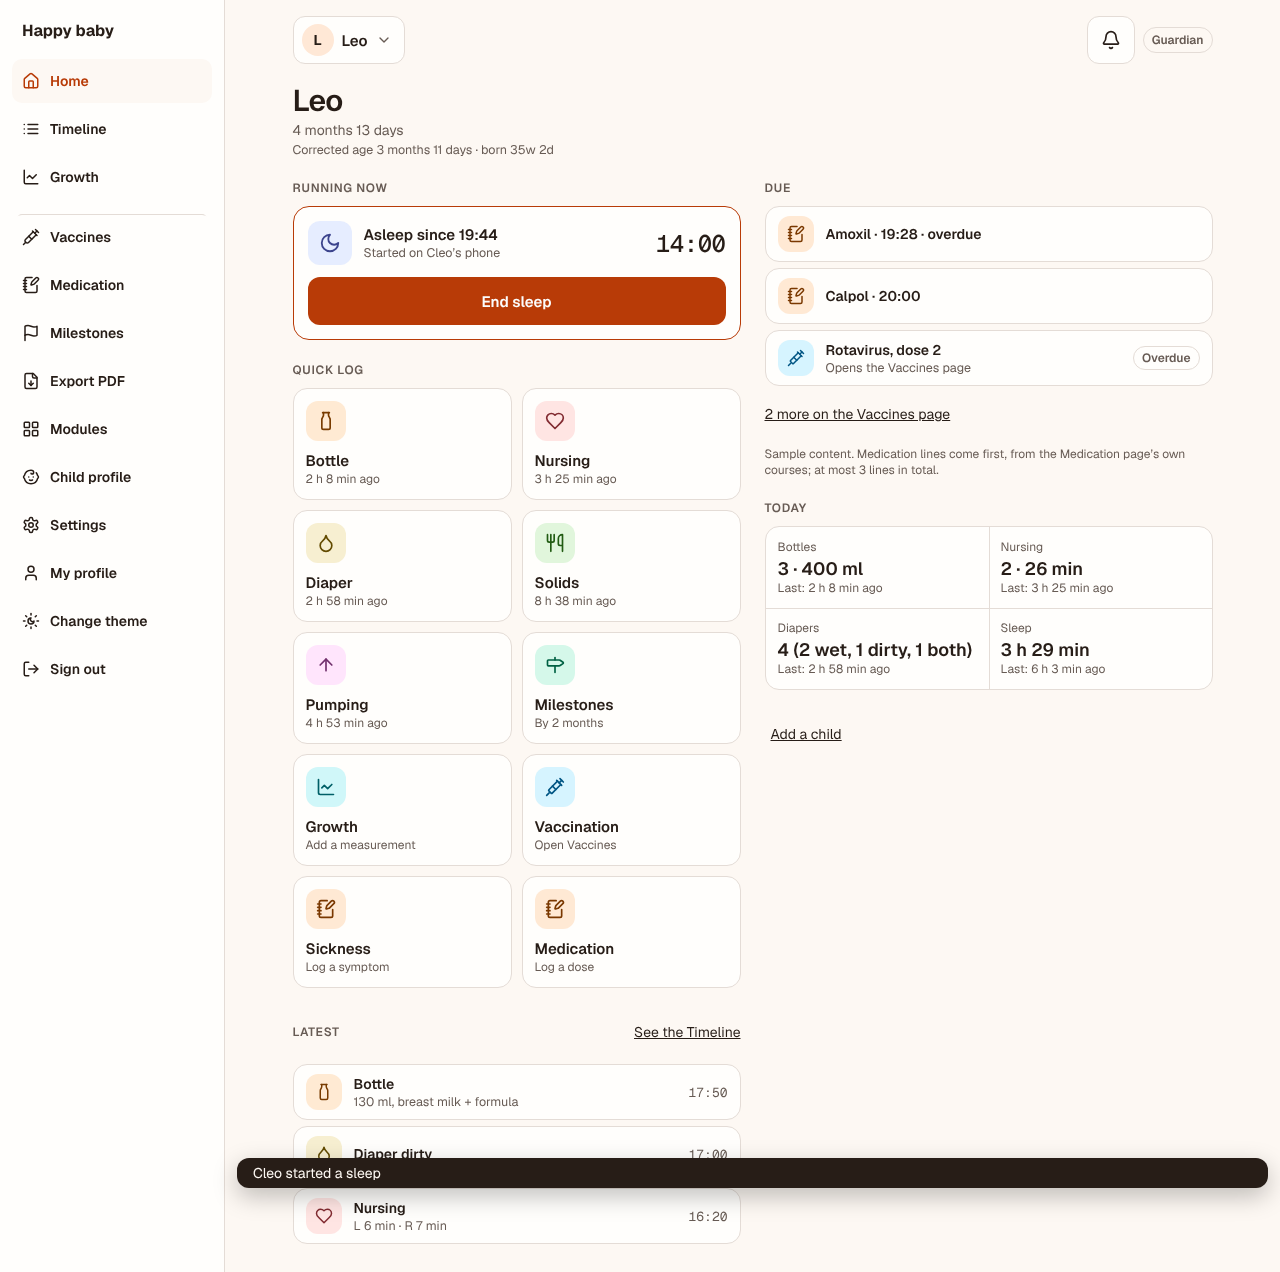 Happy baby
Home
Timeline
Growth
Vaccines
Medication
Milestones
Export PDF
Modules
Child profile
Settings
My profile
Change theme
Sign out
L Leo
Guardian
Leo
4 months 13 days
Corrected age 3 months 11 days · born 35w 2d
RUNNING NOW
Asleep since 19:44
Started on Cleo's phone
14:00
End sleep
QUICK LOG
Bottle
2 h 8 min ago
Nursing
3 h 25 min ago
Diaper
2 h 58 min ago
Solids
8 h 38 min ago
Pumping
4 h 53 min ago
Milestones
By 2 months
Growth
Add a measurement
Vaccination
Open Vaccines
Sickness
Log a symptom
Medication
Log a dose
LATEST
See the Timeline
Bottle
130 ml, breast milk + formula
17:50
Diaper dirty
17:00
Cleo started a sleep
Nursing
L 6 min · R 7 min
16:20
DUE
Amoxil · 19:28 · overdue
Calpol · 20:00
Rotavirus, dose 2
Opens the Vaccines page
Overdue
2 more on the Vaccines page
Sample content. Medication lines come first, from the Medication page's own
courses; at most 3 lines in total.
TODAY
Bottles
3 · 400 ml
Last: 2 h 8 min ago
Nursing
2 · 26 min
Last: 3 h 25 min ago
Diapers
4 (2 wet, 1 dirty, 1 both)
Last: 2 h 58 min ago
Sleep
3 h 29 min
Last: 6 h 3 min ago
Add a child